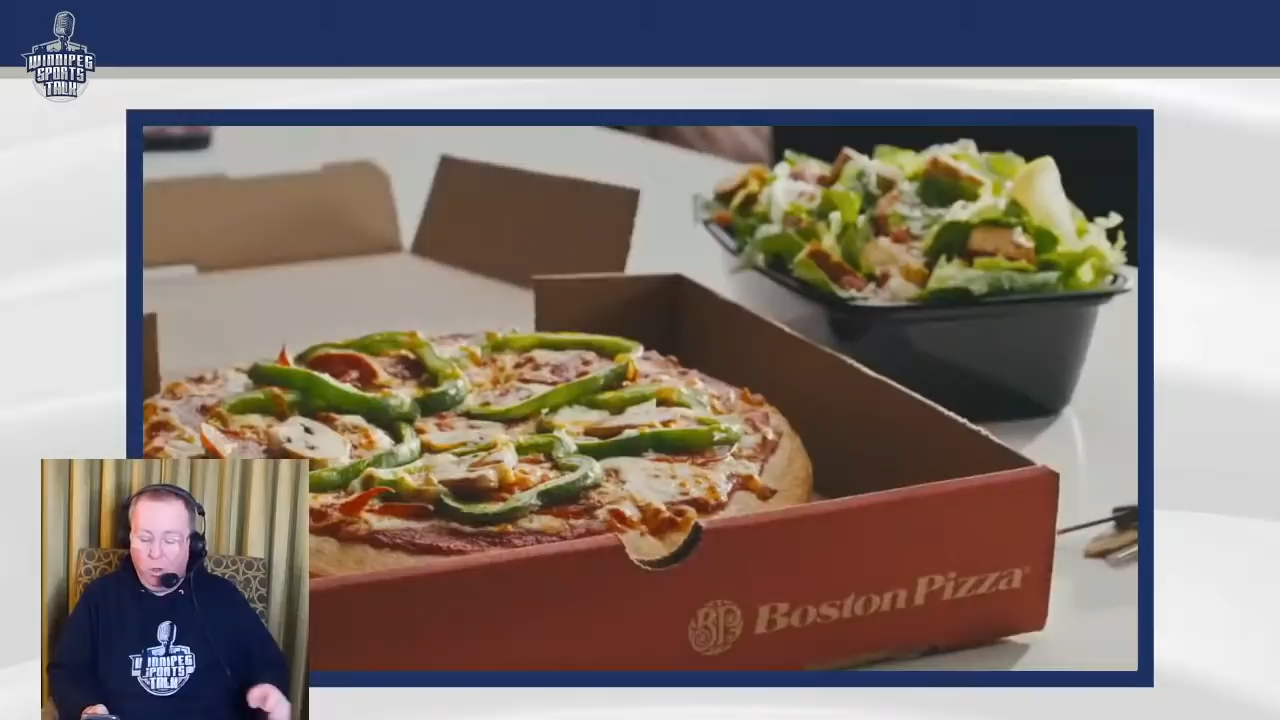 WINNIPEG
SPORTS
TALK
BP Boston Pizza
WINNIPEG
SPORTS
TALK